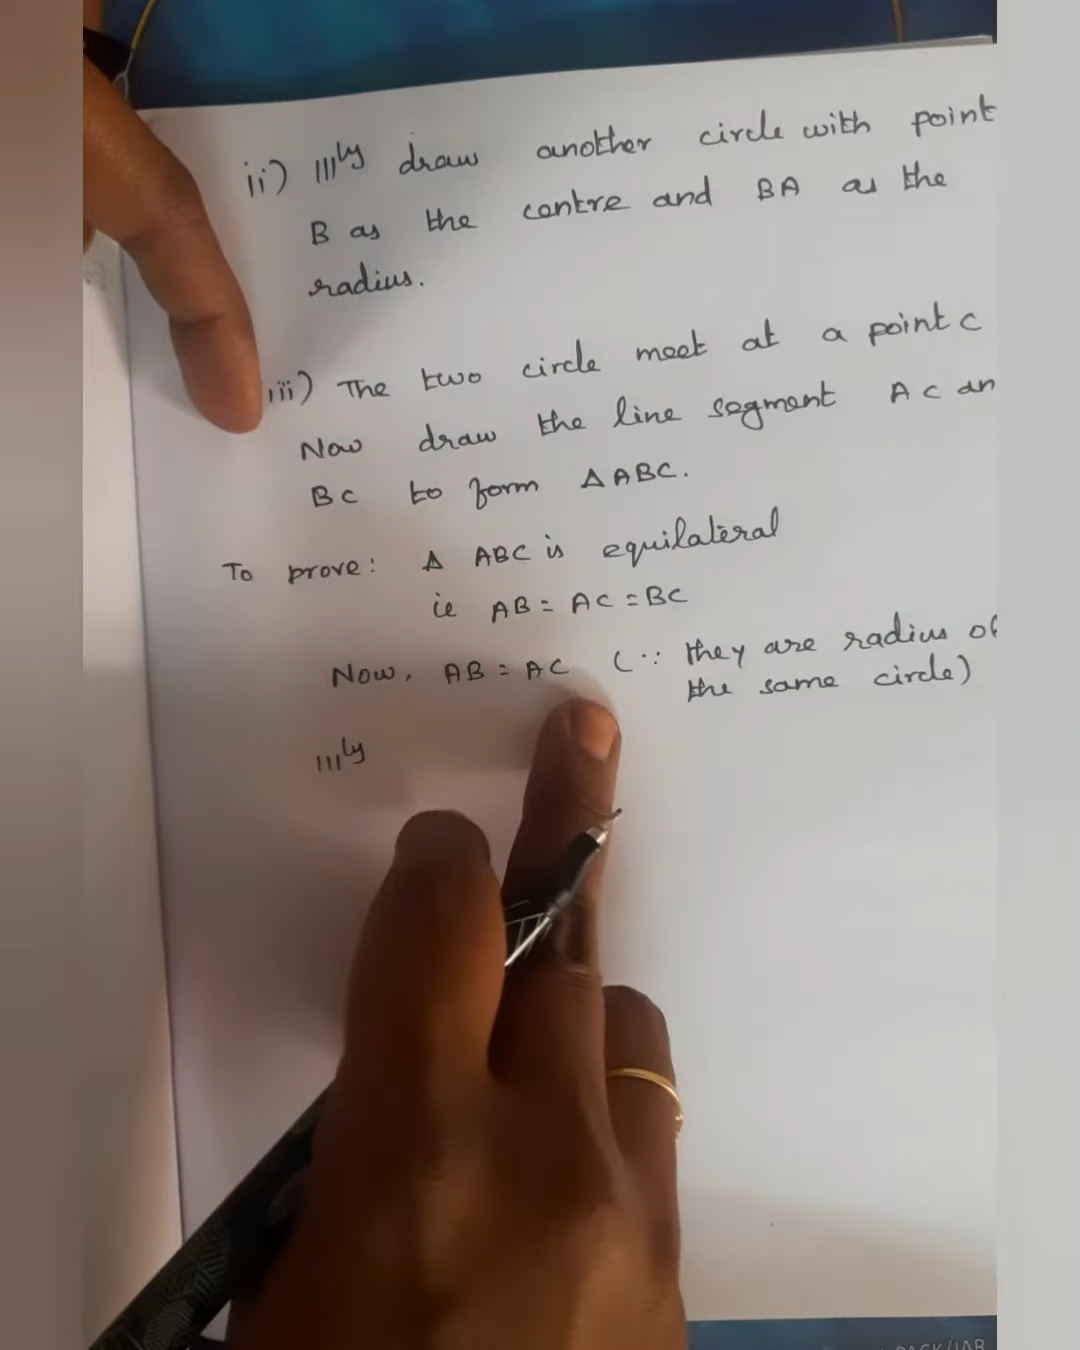 ii) |||ly draw another circle with point
B as the centre and BA as the
radius.
iii) The two circle meet at a point C
Now draw the line segment AC an
BC to form △ABC.
To prove: △ ABC is equilateral
ie AB = AC = BC
Now, AB = AC (∵ they are radius of
the same circle)
|||ly